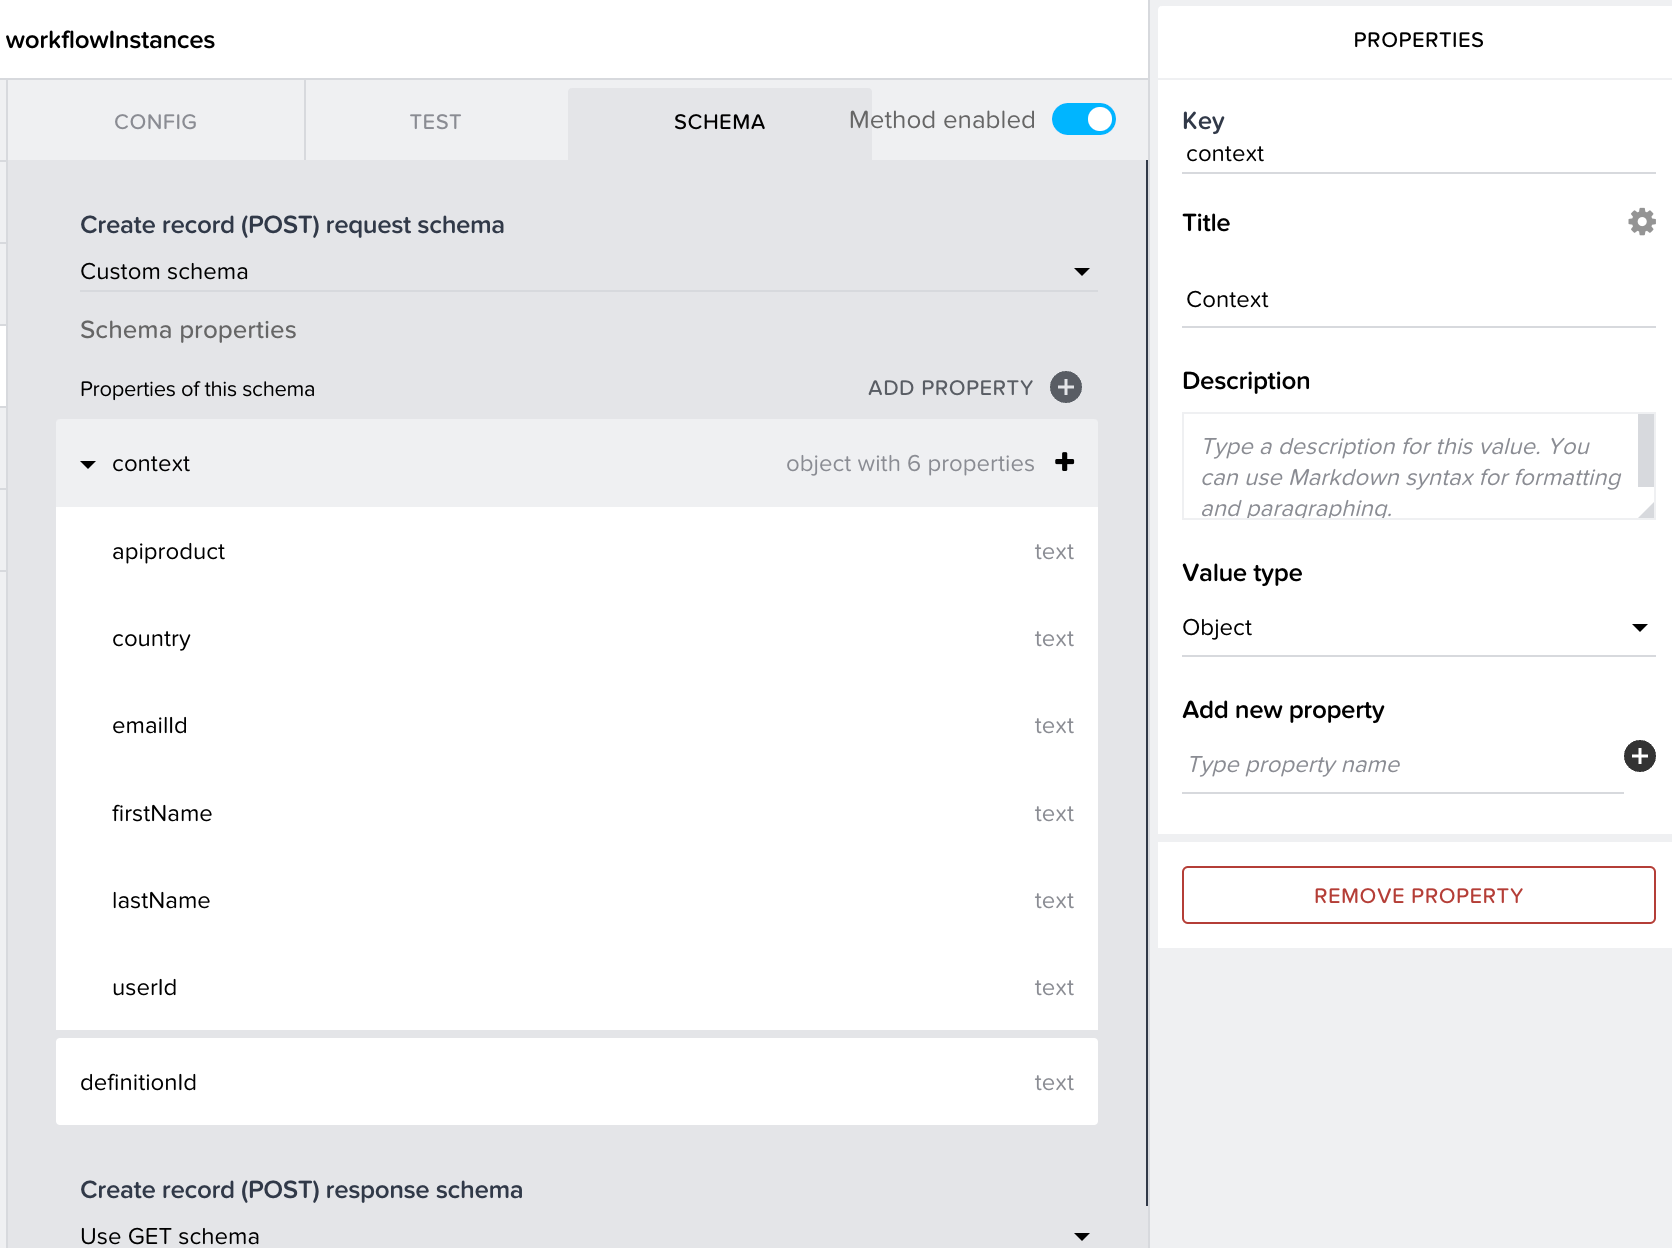 workflowInstances
CONFIG
TEST
SCHEMA
Method enabled
Create record (POST) request schema
Custom schema
Schema properties
Properties of this schema
ADD PROPERTY
context
object with 6 properties
apiproduct
text
country
text
emailId
text
firstName
text
lastName
text
userId
text
definitionId
text
Create record (POST) response schema
Use GET schema
PROPERTIES
Key
context
Title
Context
Description
Type a description for this value. You
can use Markdown syntax for formatting
and paragraphing.
Value type
Object
Add new property
Type property name
REMOVE PROPERTY